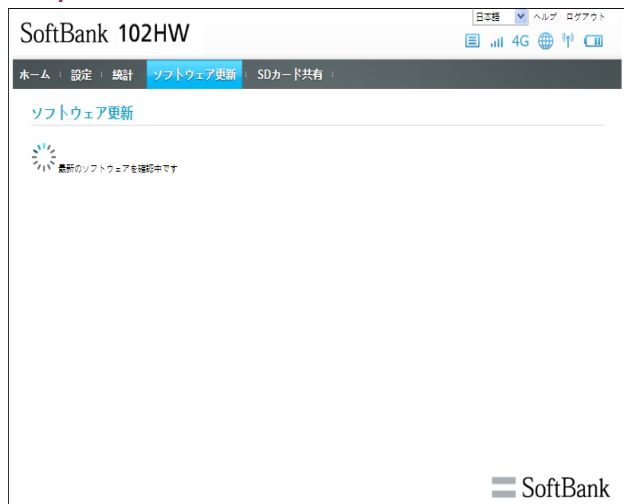 日本語 ヘルプ ログアウト
SoftBank 102HW
4G
ホーム 設定 統計 ソフトウェア更新 SDカード共有
ソフトウェア更新
最新のソフトウェアを確認中です
SoftBank